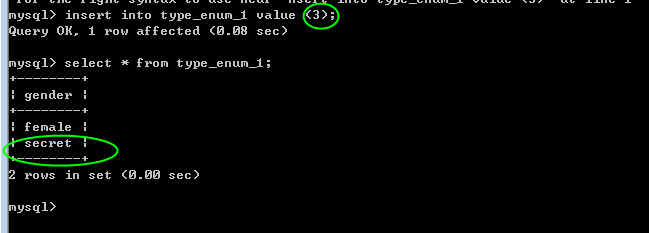 for the right syntax to use near 'nsert into type_enum_1 value (3)' at line 1
mysql> insert into type_enum_1 value (3);
Query OK, 1 row affected (0.08 sec)
mysql> select * from type_enum_1;
+--------+
| gender |
+--------+
| female |
| secret |
+--------+
2 rows in set (0.00 sec)
mysql>